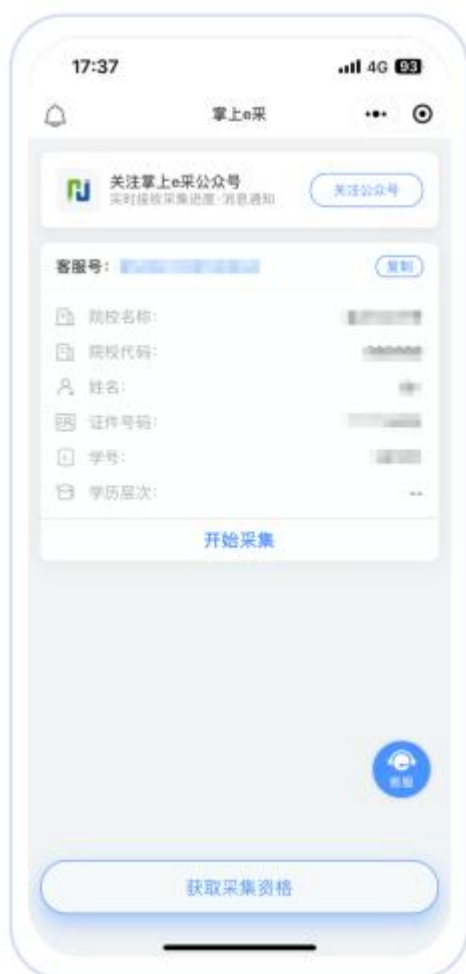 17:37
4G 93
掌上e采
关注掌上e采公众号
实时接收采集进度·消息通知
关注公众号
客服号：
复制
院校名称：
院校代码：
姓名：
证件号码：
学号：
学历层次：
--
开始采集
客服
获取采集资格